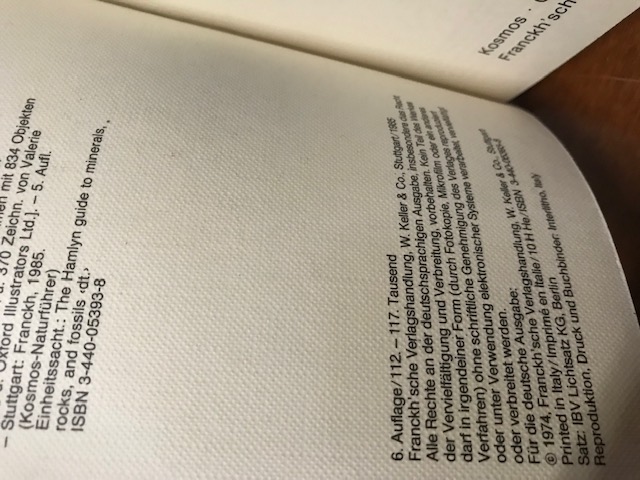 u. Oxford Illustrators Ltd.]. – 5. Aufl.
– Stuttgart: Franckh, 1985.
(Kosmos-Naturführer)
Einheitssacht.: The Hamlyn guide to minerals,
rocks, and fossils ‹dt.›
ISBN 3-440-05393-8
6. Auflage/112.–117. Tausend
Franckh'sche Verlagshandlung, W. Keller & Co., Stuttgart/1985
Alle Rechte an der deutschsprachigen Ausgabe, insbesondere das Recht
der Vervielfältigung und Verbreitung, vorbehalten. Kein Teil des Werkes
darf in irgendeiner Form (durch Fotokopie, Mikrofilm oder ein anderes
Verfahren) ohne schriftliche Genehmigung des Verlages reproduziert
oder unter Verwendung elektronischer Systeme verarbeitet, vervielfältigt
oder verbreitet werden.
Für die deutsche Ausgabe:
© 1974, Franckh'sche Verlagshandlung, W. Keller & Co., Stuttgart
Printed in Italy/Imprimé en Italie/10 H He/ISBN 3-440-05393-8
Satz: IBV Lichtsatz KG, Berlin
Reproduktion, Druck und Buchbinder: Interlitho, Italy
Kosmos ·
Franckh'sch